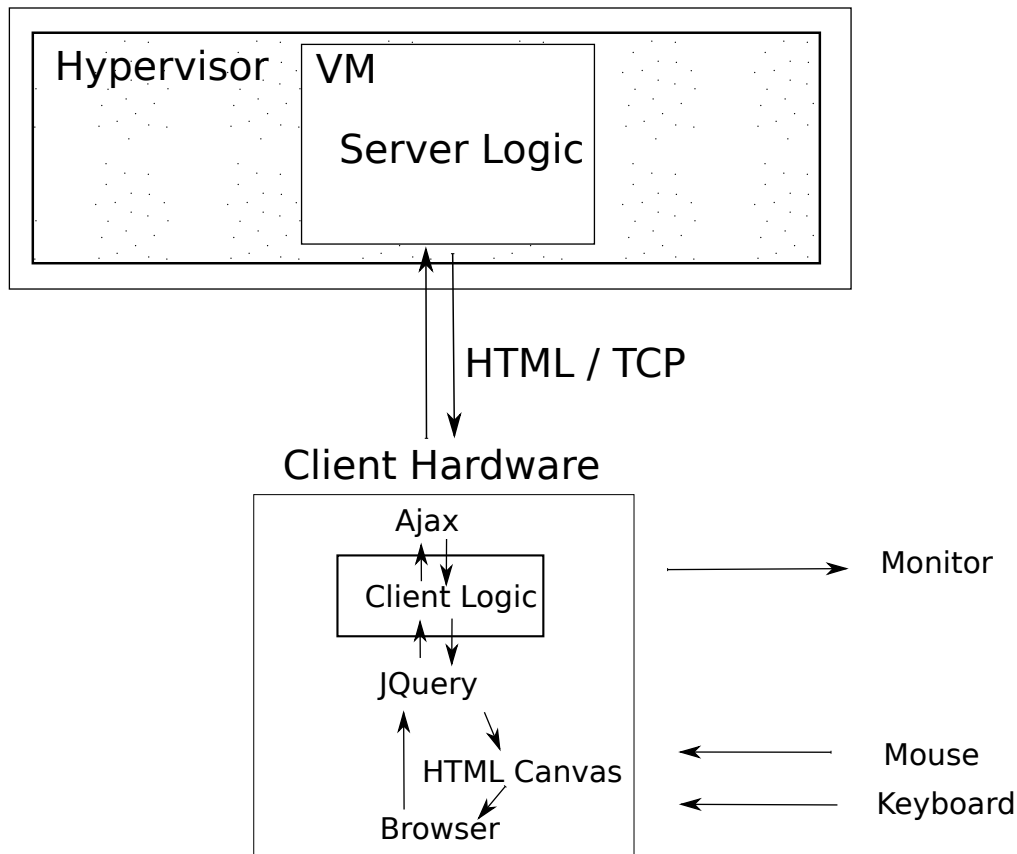 Hypervisor
VM
Server Logic
HTML / TCP
Client Hardware
Ajax
Client Logic
JQuery
HTML Canvas
Browser
Monitor
Mouse
Keyboard